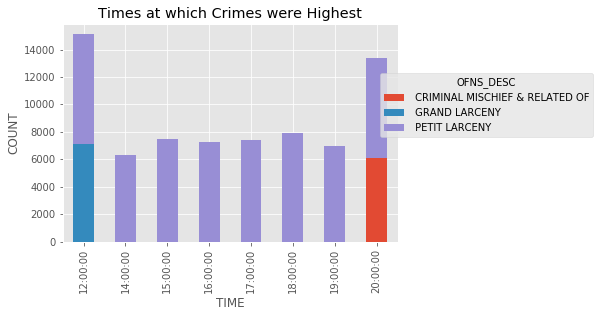 Times at which Crimes were Highest
COUNT
14000
12000
10000
8000
6000
4000
2000
0
12:00:00
14:00:00
15:00:00
16:00:00
17:00:00
18:00:00
19:00:00
20:00:00
TIME
OFNS_DESC
CRIMINAL MISCHIEF & RELATED OF
GRAND LARCENY
PETIT LARCENY